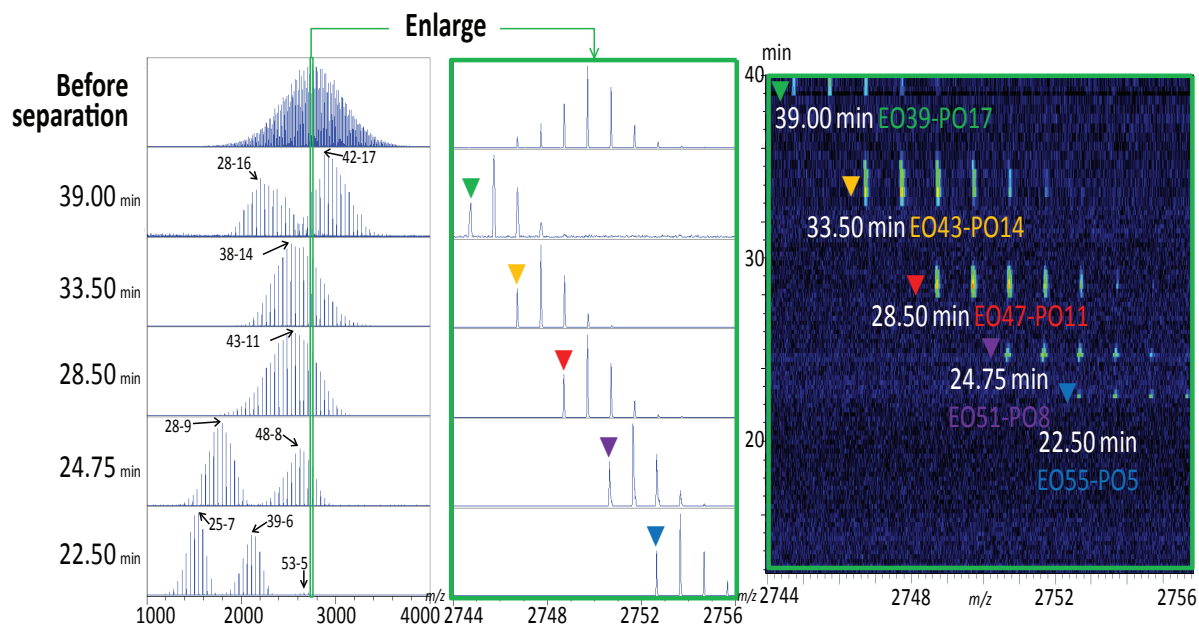 Enlarge
Before
separation
39.00 min
33.50 min
28.50 min
24.75 min
22.50 min
28-16
42-17
38-14
43-11
28-9
48-8
25-7
39-6
53-5
1000 2000 3000 4000 m/z
2744 2748 2752 2756 m/z
min
40
30
20
39.00 min EO39-PO17
33.50 min EO43-PO14
28.50 min EO47-PO11
24.75 min
EO51-PO8
22.50 min
EO55-PO5
2744 2748 m/z 2752 2756